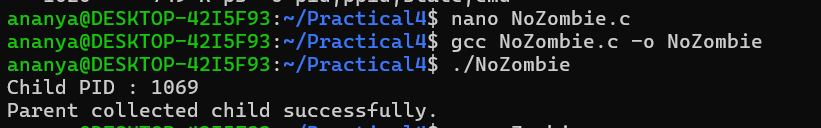 ananya@DESKTOP-42I5F93:~/Practical4$ nano NoZombie.c
ananya@DESKTOP-42I5F93:~/Practical4$ gcc NoZombie.c -o NoZombie
ananya@DESKTOP-42I5F93:~/Practical4$ ./NoZombie
Child PID : 1069
Parent collected child successfully.